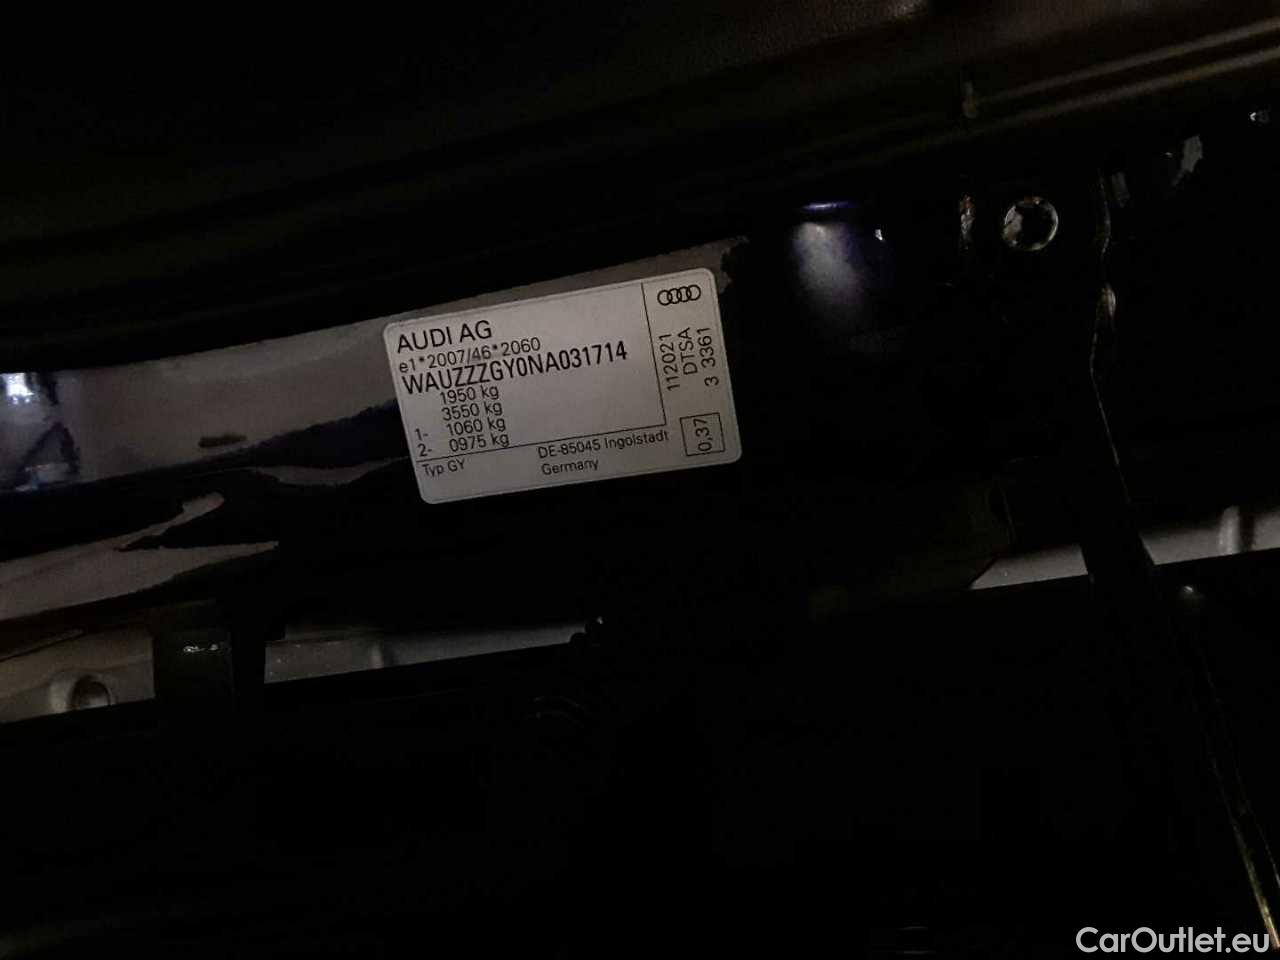 AUDI AG
e1*2007/46*2060
WAUZZZGY0NA031714
1950 kg
3550 kg
1- 1060 kg
2- 0975 kg
Typ GY
DE-85045 Ingolstadt
Germany
112021
DTSA
3 3361
0,37
CarOutlet.eu